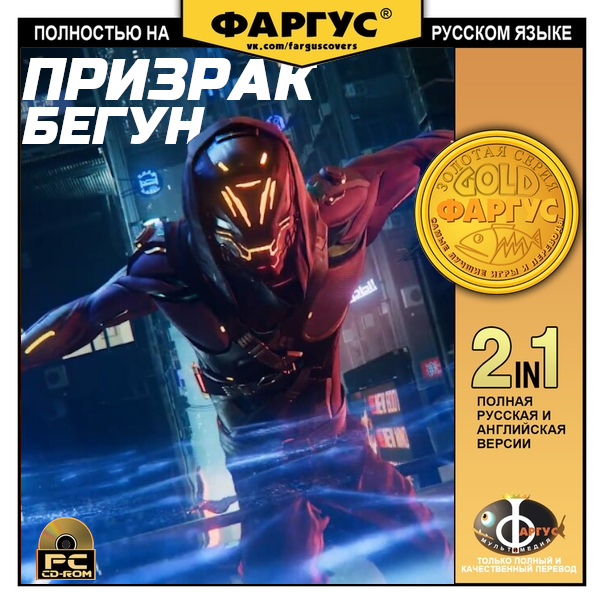 ПОЛНОСТЬЮ НА
ФАРГУС®
РУССКОМ ЯЗЫКЕ
vk.com/farguscovers
ПРИЗРАК
БЕГУН
ЗОЛОТАЯ СЕРИЯ
GOLD
ФАРГУС
САМЫЕ ЛУЧШИЕ ИГРЫ И ПЕРЕВОДЫ
2IN1
ПОЛНАЯ
РУССКАЯ И
АНГЛИЙСКАЯ
ВЕРСИИ
ФАРГУС
МУЛЬТИМЕДИА
ТОЛЬКО ПОЛНЫЙ И
КАЧЕСТВЕННЫЙ ПЕРЕВОД
PC
CD-ROM